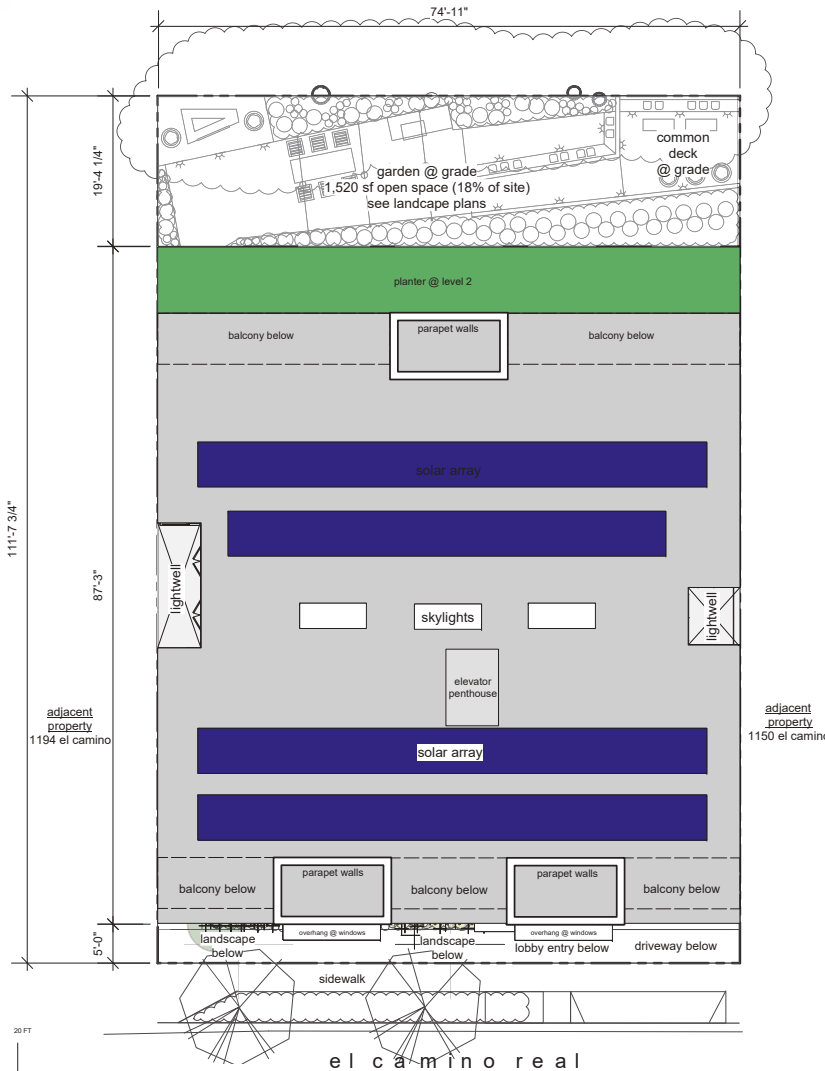 74'-11"
19'-4 1/4"
common
deck
@ grade
garden @ grade
1,520 sf open space (18% of site)
see landcape plans
planter @ level 2
balcony below
parapet walls
balcony below
solar array
111'-7 3/4"
87'-3"
lightwell
skylights
lightwell
elevator
penthouse
adjacent
property
1194 el camino
adjacent
property
1150 el camino
solar array
parapet walls
parapet walls
balcony below
balcony below
balcony below
5'-0"
landscape
below
overhang @ windows
landscape
below
overhang @ windows
lobby entry below
driveway below
sidewalk
20 FT
el camino real